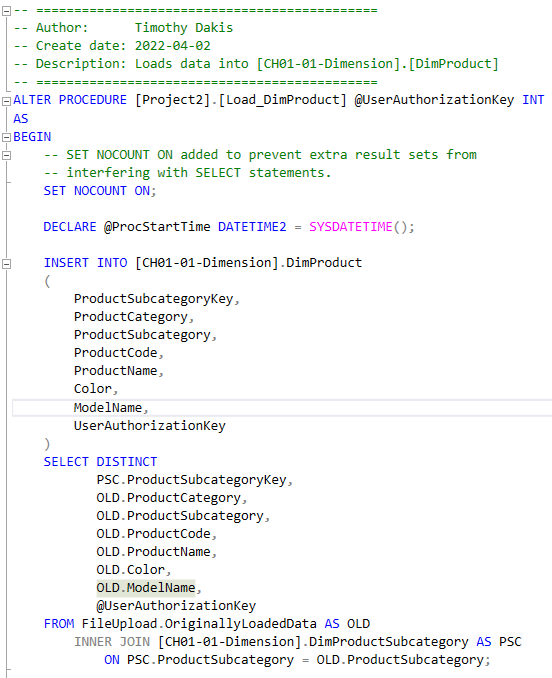 -- =============================================
-- Author:      Timothy Dakis
-- Create date: 2022-04-02
-- Description: Loads data into [CH01-01-Dimension].[DimProduct]
-- =============================================
ALTER PROCEDURE [Project2].[Load_DimProduct] @UserAuthorizationKey INT
AS
BEGIN
    -- SET NOCOUNT ON added to prevent extra result sets from
    -- interfering with SELECT statements.
    SET NOCOUNT ON;

    DECLARE @ProcStartTime DATETIME2 = SYSDATETIME();

    INSERT INTO [CH01-01-Dimension].DimProduct
    (
        ProductSubcategoryKey,
        ProductCategory,
        ProductSubcategory,
        ProductCode,
        ProductName,
        Color,
        ModelName,
        UserAuthorizationKey
    )
    SELECT DISTINCT
           PSC.ProductSubcategoryKey,
           OLD.ProductCategory,
           OLD.ProductSubcategory,
           OLD.ProductCode,
           OLD.ProductName,
           OLD.Color,
           OLD.ModelName,
           @UserAuthorizationKey
    FROM FileUpload.OriginallyLoadedData AS OLD
        INNER JOIN [CH01-01-Dimension].DimProductSubcategory AS PSC
            ON PSC.ProductSubcategory = OLD.ProductSubcategory;